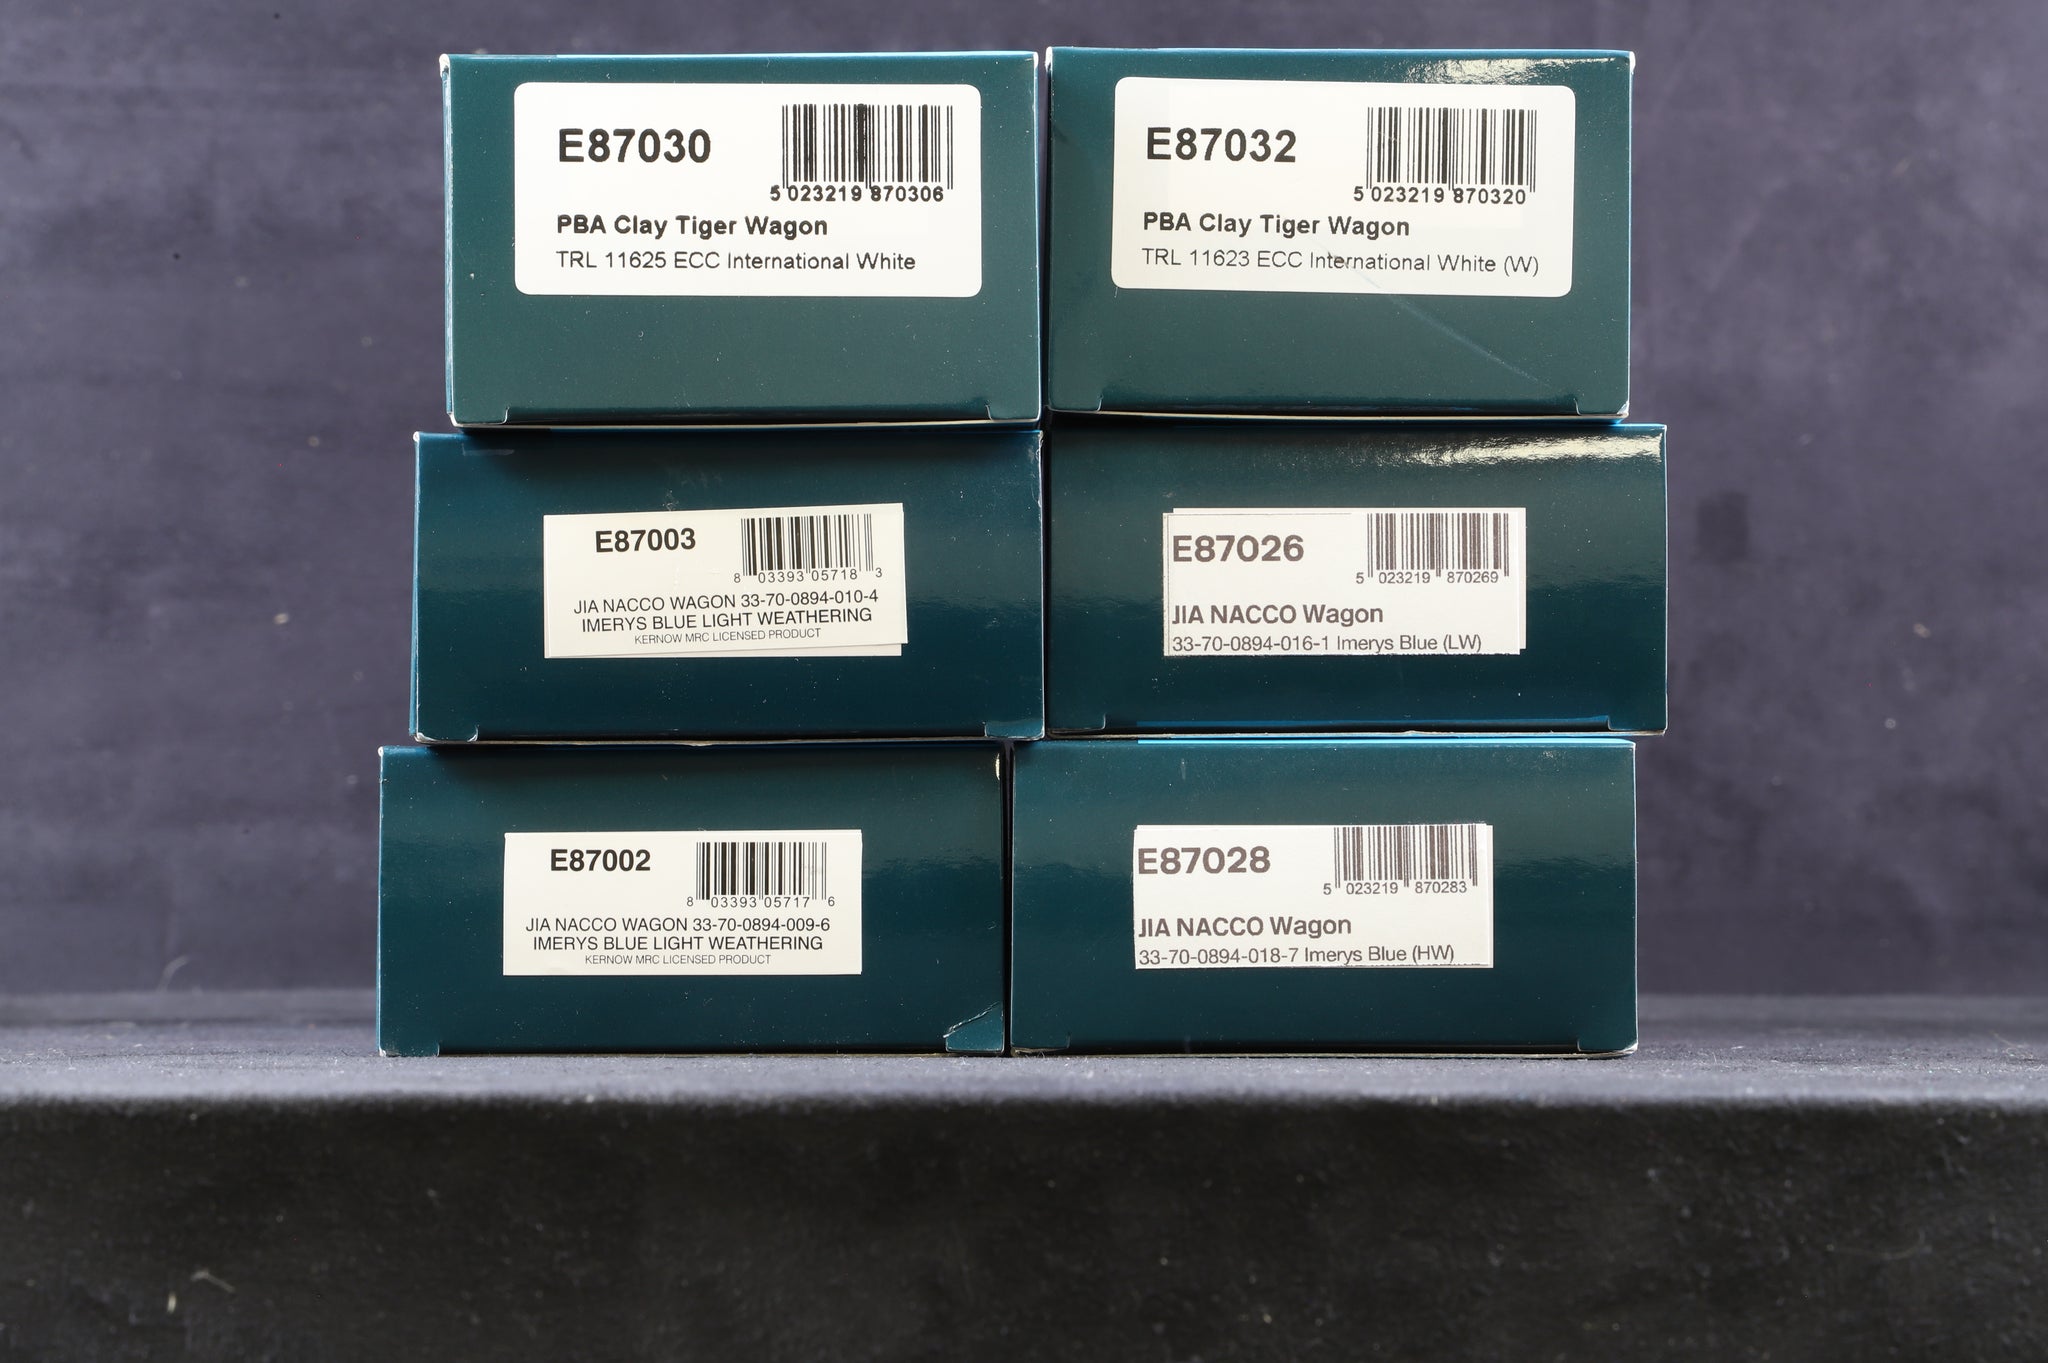 E87030
5 023219 870306
PBA Clay Tiger Wagon
TRL 11625 ECC International White
E87032
5 023219 870320
PBA Clay Tiger Wagon
TRL 11623 ECC International White (W)
E87003
8 03393 05718 3
JIA NACCO WAGON 33-70-0894-010-4
IMERYS BLUE LIGHT WEATHERING
KERNOW MRC LICENSED PRODUCT
E87026
5 023219 870269
JIA NACCO Wagon
33-70-0894-016-1 Imerys Blue (LW)
E87002
8 03393 05717 6
JIA NACCO WAGON 33-70-0894-009-6
IMERYS BLUE LIGHT WEATHERING
KERNOW MRC LICENSED PRODUCT
E87028
5 023219 870283
JIA NACCO Wagon
33-70-0894-018-7 Imerys Blue (HW)